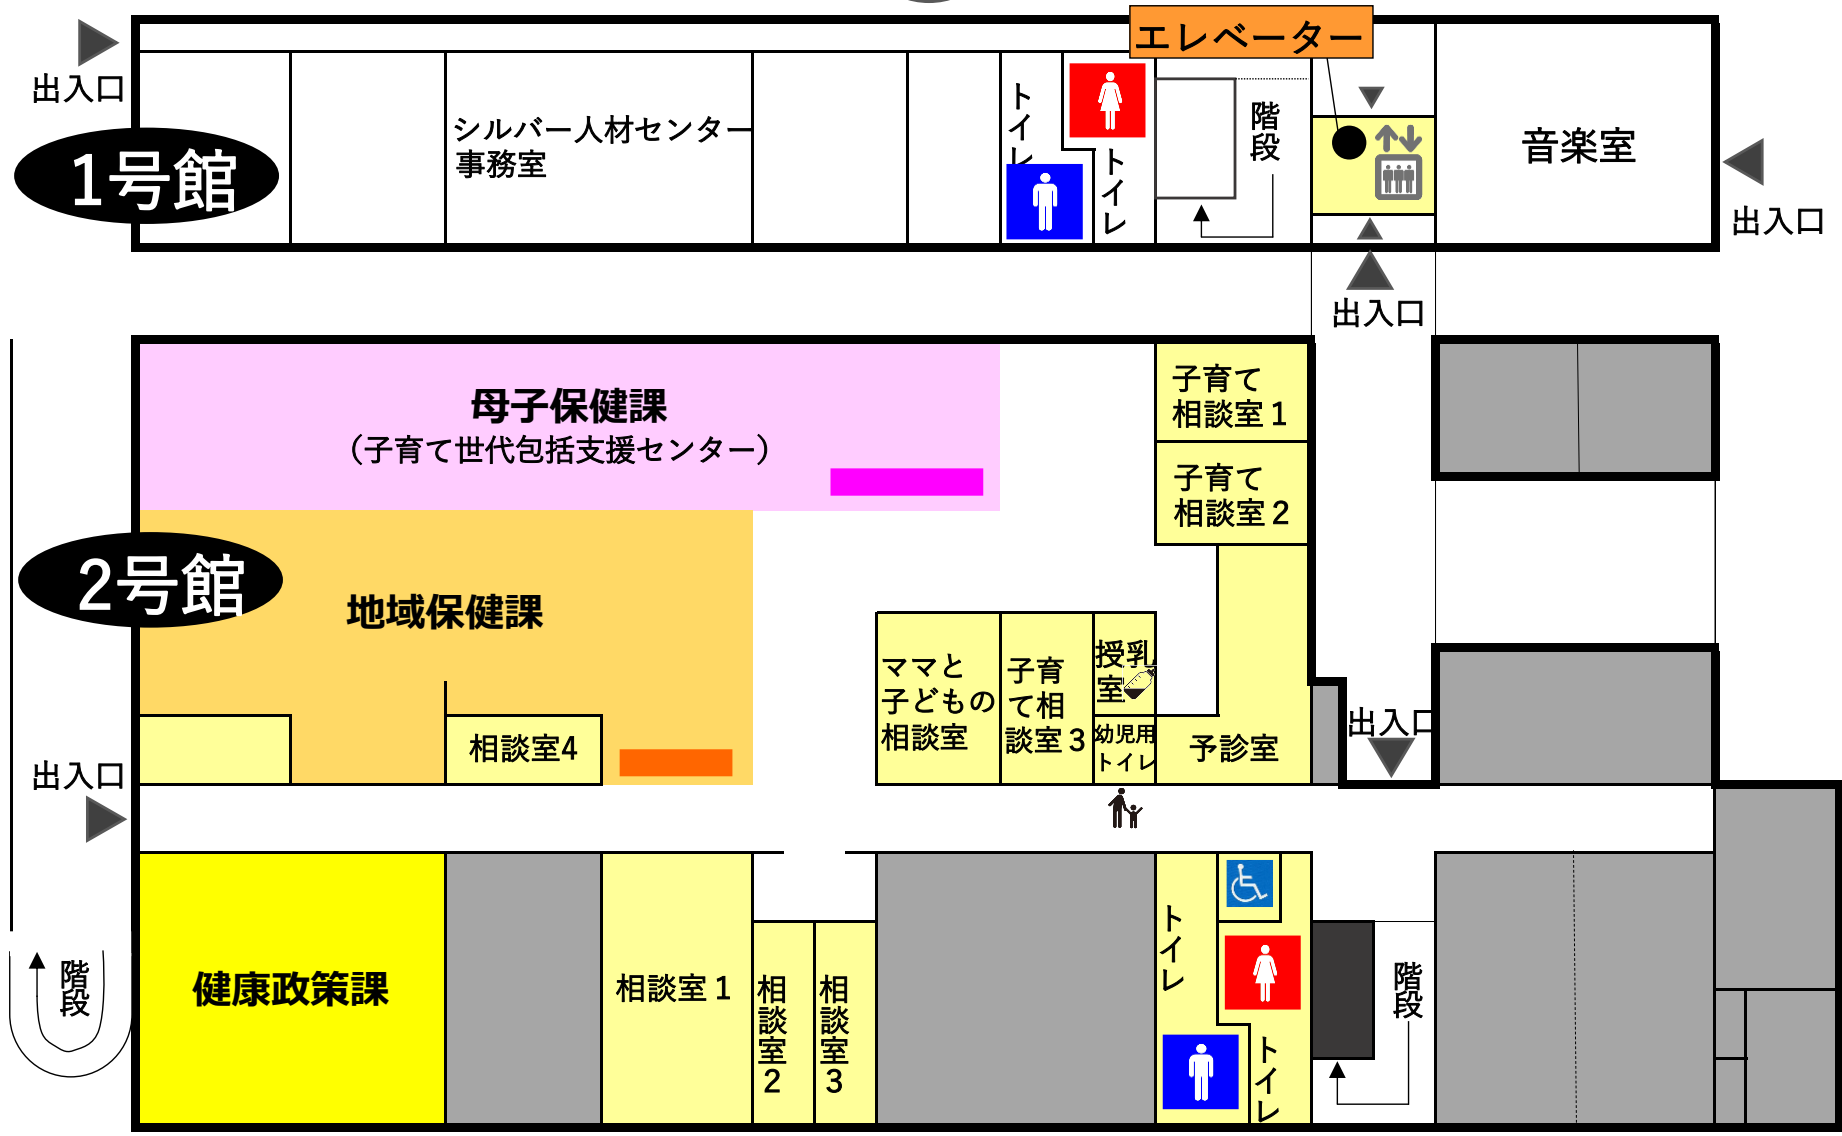 エレベーター
出入口
1号館
シルバー人材センター
事務室
トイレ
トイレ
階段
音楽室
出入口
出入口
母子保健課
（子育て世代包括支援センター）
子育て
相談室1
子育て
相談室2
2号館
地域保健課
相談室4
ママと
子どもの
相談室
子育
て相
談室3
授乳
室
幼児用
トイレ
予診室
出入口
出入口
健康政策課
相談室1
相談室2
相談室3
トイレ
トイレ
階段
階段